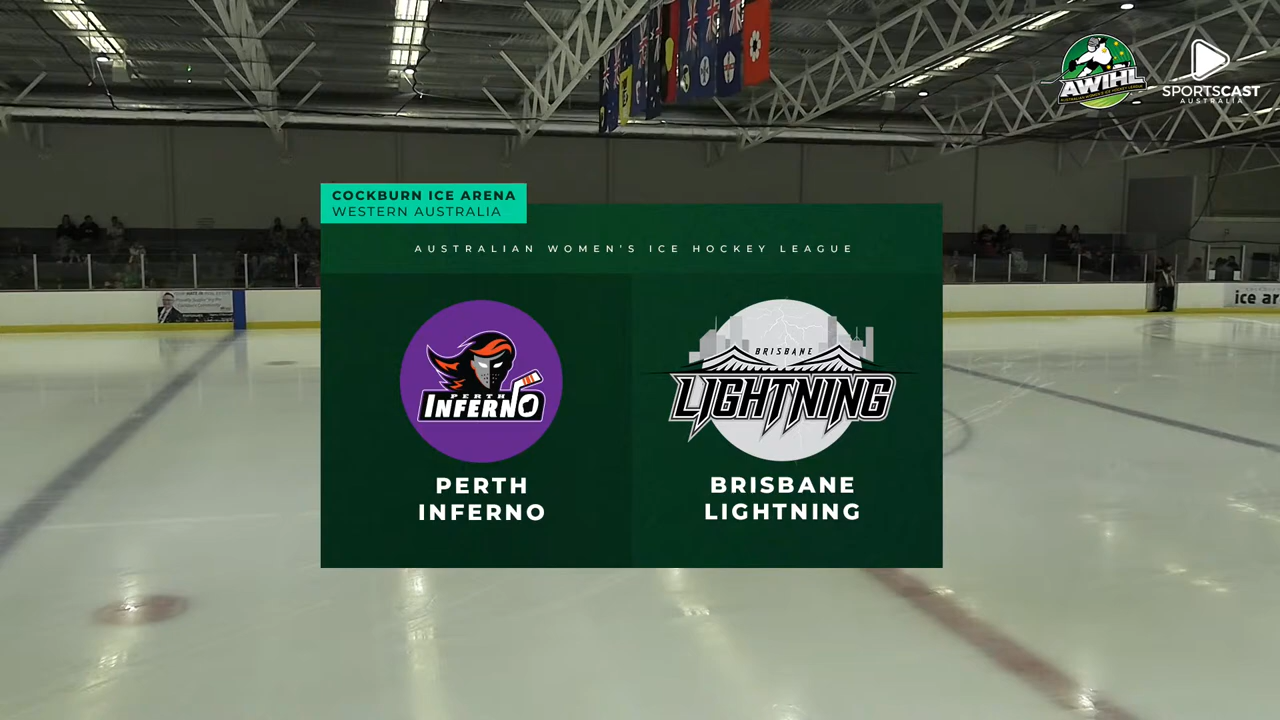 AWIHL
SPORTSCAST
AUSTRALIA
COCKBURN ICE ARENA
WESTERN AUSTRALIA
AUSTRALIAN WOMEN'S ICE HOCKEY LEAGUE
ice ar
PERTH
INFERNO
BRISBANE
LIGHTNING
PERTH
INFERNO
BRISBANE
LIGHTNING